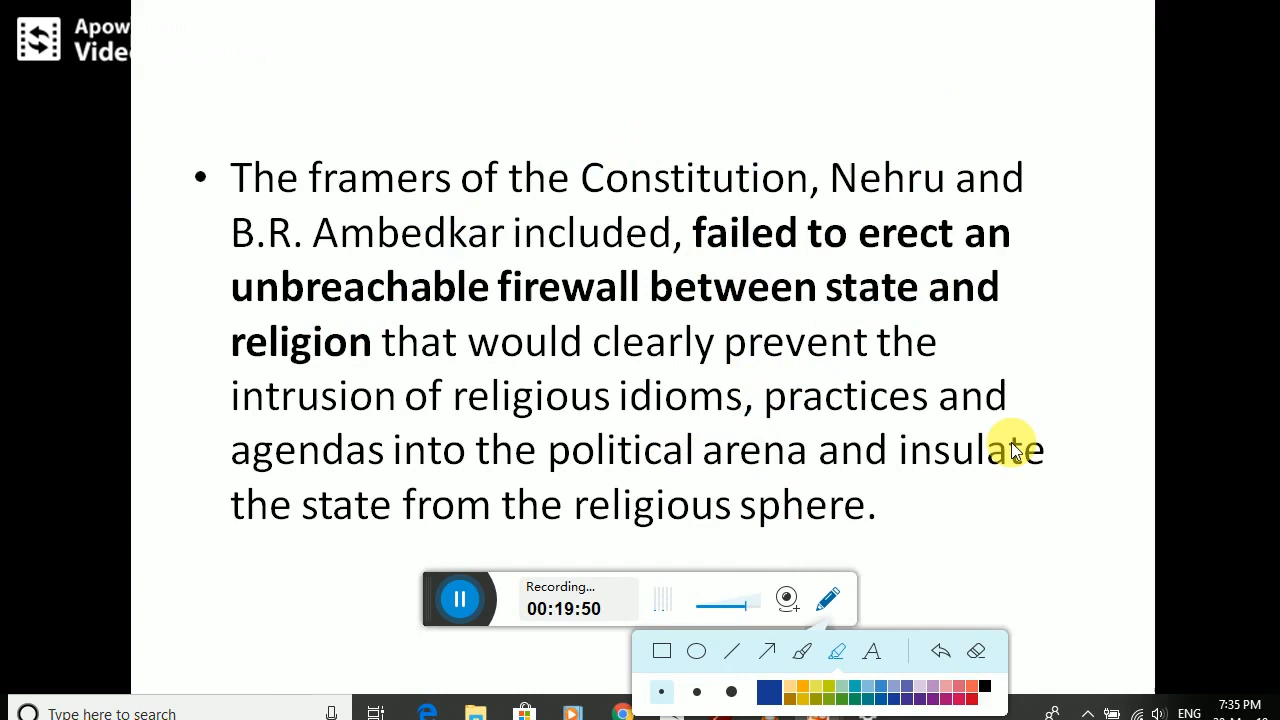 Apow
Vide
• The framers of the Constitution, Nehru and
B.R. Ambedkar included, failed to erect an
unbreachable firewall between state and
religion that would clearly prevent the
intrusion of religious idioms, practices and
agendas into the political arena and insulate
the state from the religious sphere.
Recording...
00:19:50
A
Type here to search
ENG
7:35 PM